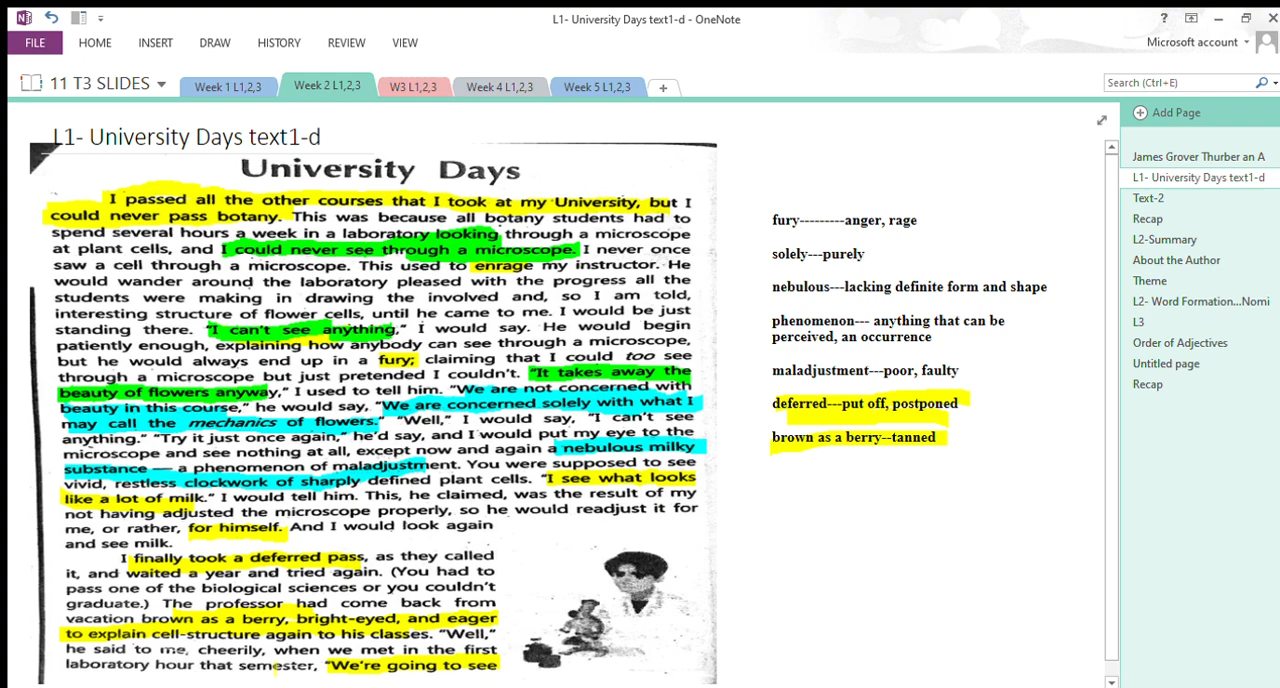 L1- University Days text1-d - OneNote
?
Microsoft account
FILE HOME INSERT DRAW HISTORY REVIEW VIEW
11 T3 SLIDES
Week 1 L1,2,3
Week 2 L1,2,3
W3 L1,2,3
Week 4 L1,2,3
Week 5 L1,2,3
+
Search (Ctrl+E)
L1- University Days text1-d
University Days
I passed all the other courses that I took at my University, but I
could never pass botany. This was because all botany students had to
spend several hours a week in a laboratory looking through a microscope
at plant cells, and I could never see through a microscope. I never once
saw a cell through a microscope. This used to enrage my instructor. He
would wander around the laboratory pleased with the progress all the
students were making in drawing the involved and, so I am told,
interesting structure of flower cells, until he came to me. I would be just
standing there. "I can't see anything," I would say. He would begin
patiently enough, explaining how anybody can see through a microscope,
but he would always end up in a fury; claiming that I could too see
through a microscope but just pretended I couldn't. "It takes away the
beauty of flowers anyway," I used to tell him. "We are not concerned with
beauty in this course," he would say, "We are concerned solely with what I
may call the mechanics of flowers." "Well," I would say, "I can't see
anything." "Try it just once again," he'd say, and I would put my eye to the
microscope and see nothing at all, except now and again a nebulous milky
substance — a phenomenon of maladjustment. You were supposed to see
vivid, restless clockwork of sharply defined plant cells. "I see what looks
like a lot of milk." I would tell him. This, he claimed, was the result of my
not having adjusted the microscope properly, so he would readjust it for
me, or rather, for himself. And I would look again
and see milk.
I finally took a deferred pass, as they called
it, and waited a year and tried again. (You had to
pass one of the biological sciences or you couldn't
graduate.) The professor had come back from
vacation brown as a berry, bright-eyed, and eager
to explain cell-structure again to his classes. "Well,"
he said to me, cheerily, when we met in the first
laboratory hour that semester, "We're going to see
fury---------anger, rage
solely---purely
nebulous---lacking definite form and shape
phenomenon--- anything that can be
perceived, an occurrence
maladjustment---poor, faulty
deferred---put off, postponed
brown as a berry--tanned
Add Page
James Grover Thurber an A
L1- University Days text1-d
Text-2
Recap
L2-Summary
About the Author
Theme
L2- Word Formation...Nomi
L3
Order of Adjectives
Untitled page
Recap